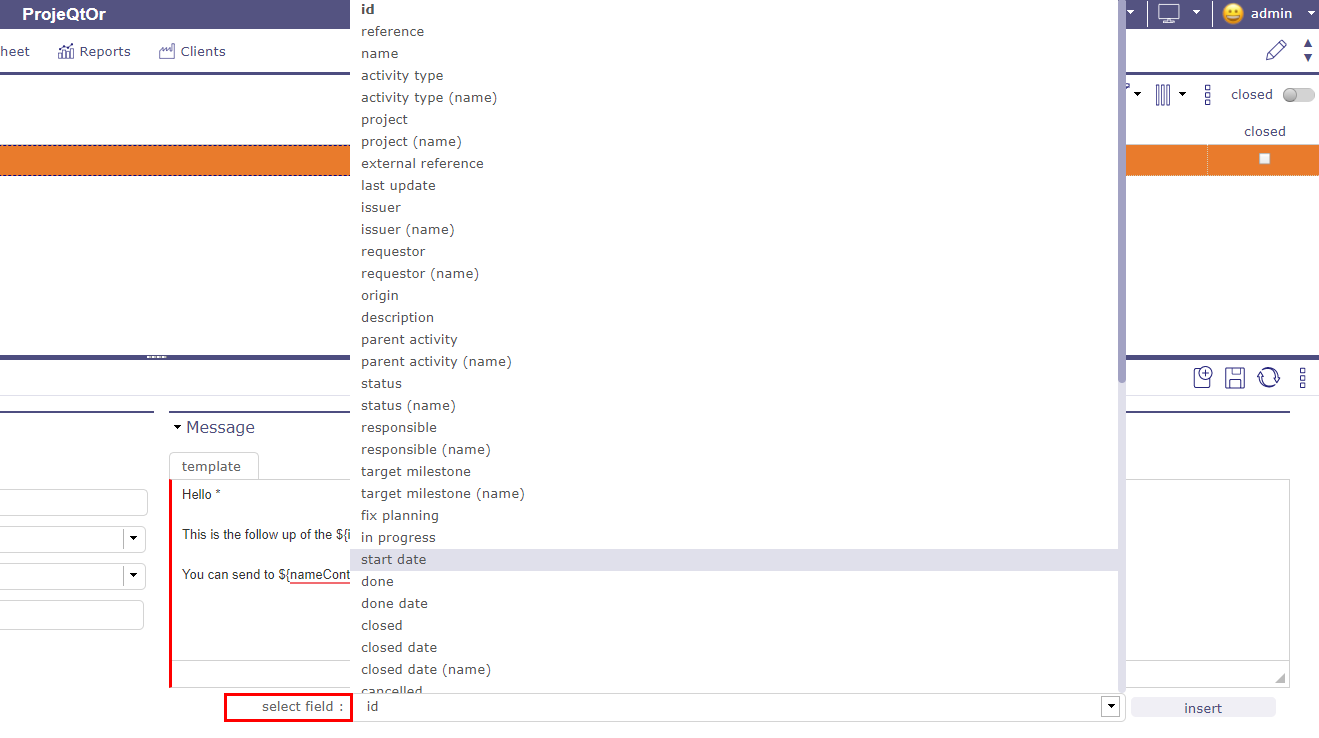 ProjeQtOr
admin
heet
Reports
Clients
closed
closed
Message
template
Hello *
This is the follow up of the ${i
You can send to ${nameCont
id
reference
name
activity type
activity type (name)
project
project (name)
external reference
last update
issuer
issuer (name)
requestor
requestor (name)
origin
description
parent activity
parent activity (name)
status
status (name)
responsible
responsible (name)
target milestone
target milestone (name)
fix planning
in progress
start date
done
done date
closed
closed date
closed date (name)
cancelled
select field :
id
insert